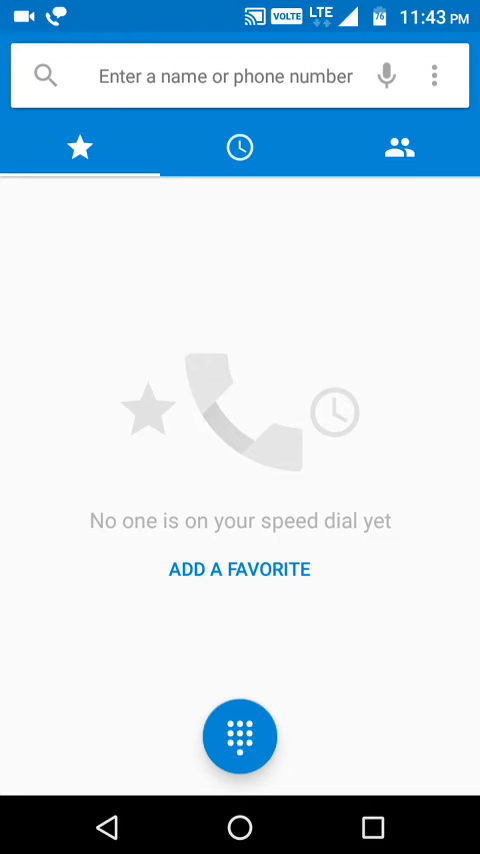 VOLTE LTE 76 11:43 PM
Enter a name or phone number
No one is on your speed dial yet
ADD A FAVORITE